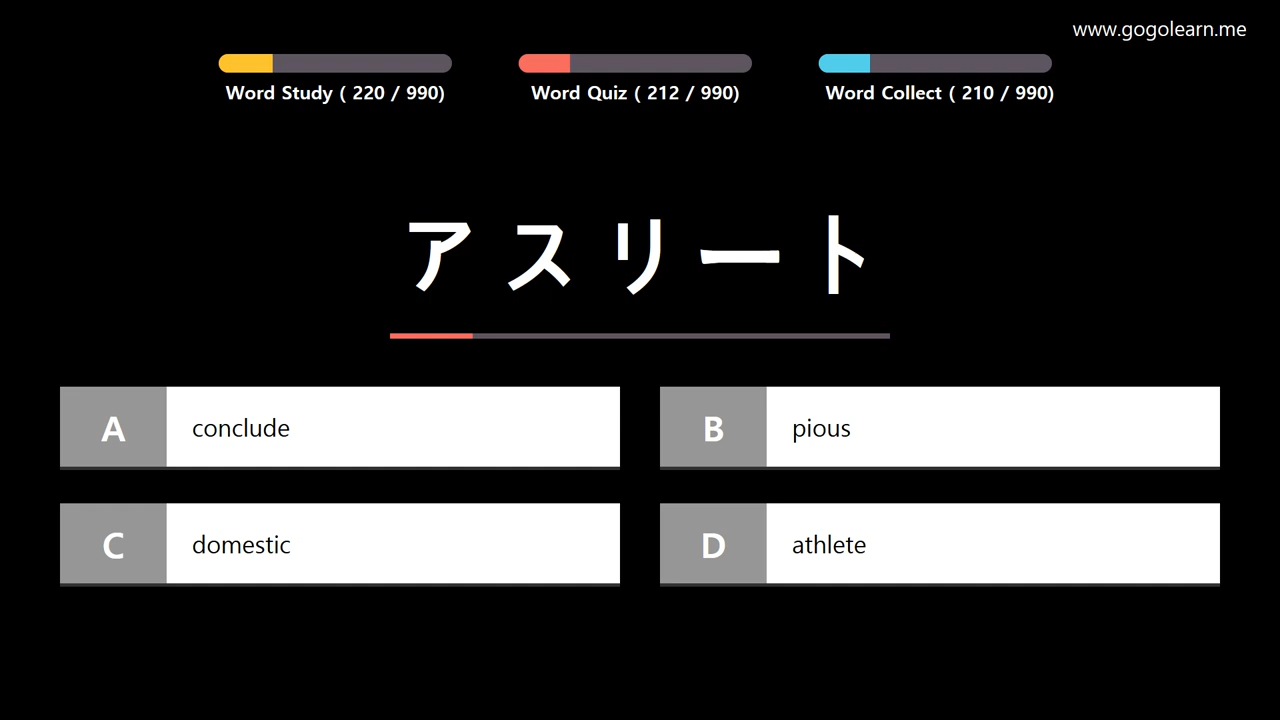 www.gogolearn.me
Word Study ( 220 / 990)
Word Quiz ( 212 / 990)
Word Collect ( 210 / 990)
アスリート
A conclude
B pious
C domestic
D athlete